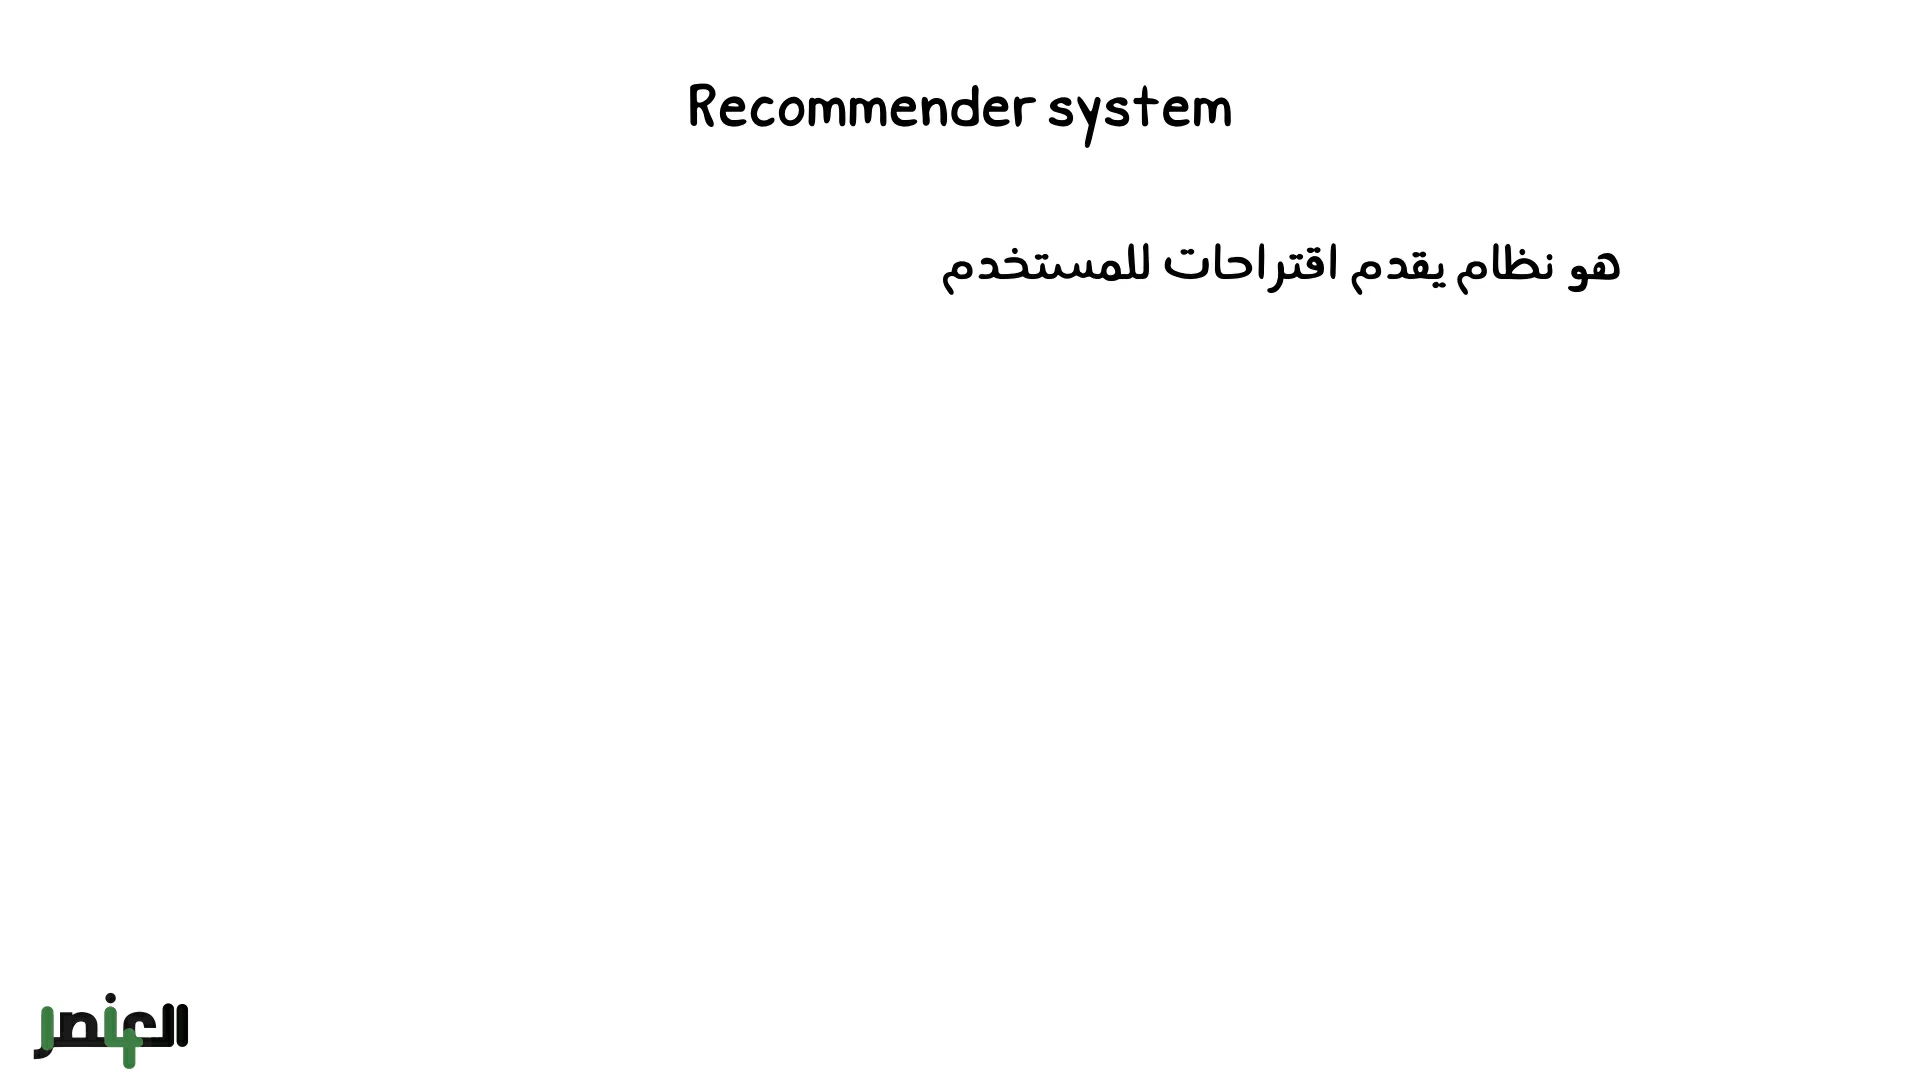 Recommender system
هو نظام يقدم اقتراحات للمستخدم
العنصر